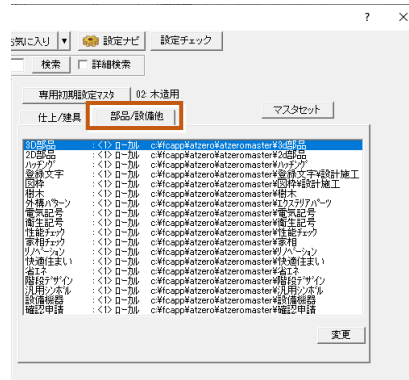 ? ×
お気に入り ▼ 設定ナビ 設定チェック
検索 詳細検索
専用初期設定マスタ 02:木造用
仕上/建具 部品/設備他 マスタセット
3D部品 : <1> ローカル c:¥fcapp¥atzero¥atzeromaster¥3d部品
2D部品 : <1> ローカル c:¥fcapp¥atzero¥atzeromaster¥2d部品
ハッチング : <1> ローカル c:¥fcapp¥atzero¥atzeromaster¥ハッチング
登録文字 : <1> ローカル c:¥fcapp¥atzero¥atzeromaster¥登録文字¥設計施工
図枠 : <1> ローカル c:¥fcapp¥atzero¥atzeromaster¥図枠¥設計施工
樹木 : <1> ローカル c:¥fcapp¥atzero¥atzeromaster¥樹木
外構パターン : <1> ローカル c:¥fcapp¥atzero¥atzeromaster¥エクステリアパーツ
電気記号 : <1> ローカル c:¥fcapp¥atzero¥atzeromaster¥電気記号
衛生記号 : <1> ローカル c:¥fcapp¥atzero¥atzeromaster¥衛生記号
性能チェック : <1> ローカル c:¥fcapp¥atzero¥atzeromaster¥性能チェック
家相チェック : <1> ローカル c:¥fcapp¥atzero¥atzeromaster¥家相
リノベーション : <1> ローカル c:¥fcapp¥atzero¥atzeromaster¥リノベーション
快適住まい : <1> ローカル c:¥fcapp¥atzero¥atzeromaster¥快適住まい
省エネ : <1> ローカル c:¥fcapp¥atzero¥atzeromaster¥省エネ
階段デザイン : <1> ローカル c:¥fcapp¥atzero¥atzeromaster¥階段デザイン
汎用シンボル : <1> ローカル c:¥fcapp¥atzero¥atzeromaster¥汎用シンボル
設備機器 : <1> ローカル c:¥fcapp¥atzero¥atzeromaster¥設備機器
確認申請 : <1> ローカル c:¥fcapp¥atzero¥atzeromaster¥確認申請
変更